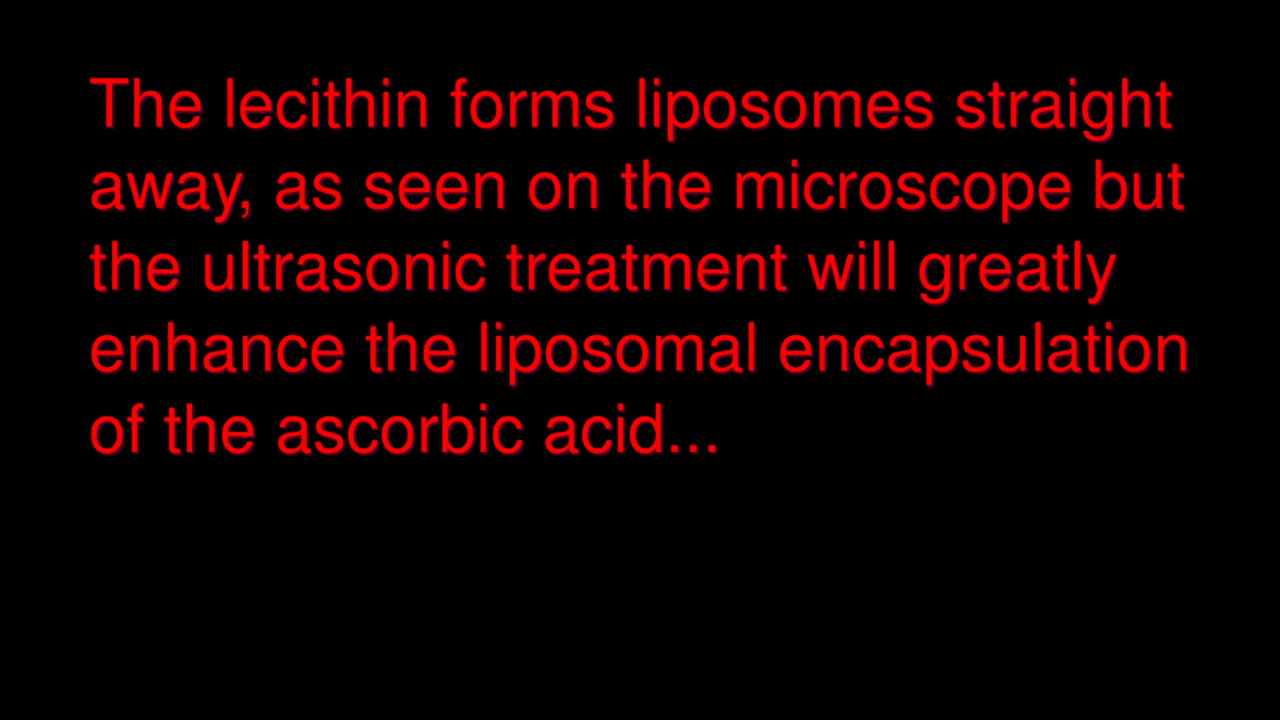 The lecithin forms liposomes straight
away, as seen on the microscope but
the ultrasonic treatment will greatly
enhance the liposomal encapsulation
of the ascorbic acid...